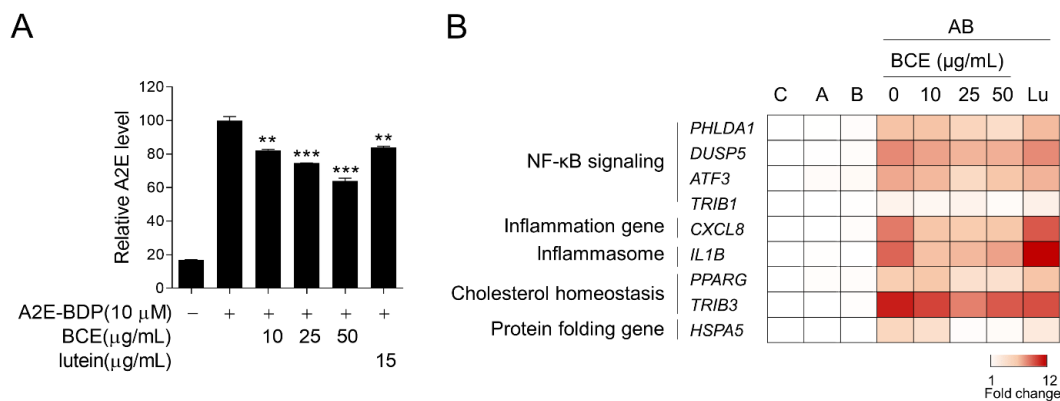 A
Relative A2E level
120
100
80
60
40
20
0
** *** *** **
A2E-BDP(10 μM) − + + + + +
BCE(μg/mL) 10 25 50
lutein(μg/mL) 15
B
AB
BCE (μg/mL)
C A B 0 10 25 50 Lu
NF-κB signaling
PHLDA1
DUSP5
ATF3
TRIB1
Inflammation gene CXCL8
Inflammasome IL1B
Cholesterol homeostasis
PPARG
TRIB3
Protein folding gene HSPA5
1 12
Fold change